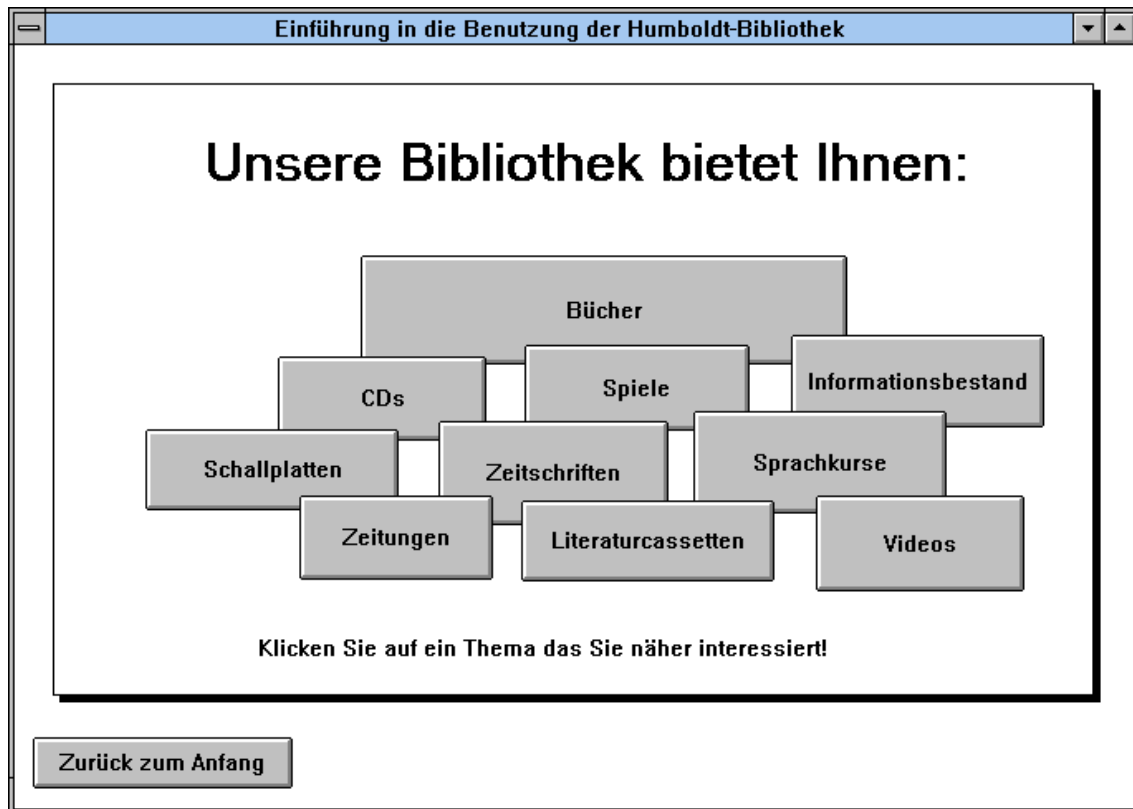 Einführung in die Benutzung der Humboldt-Bibliothek
Unsere Bibliothek bietet Ihnen:
Bücher
CDs
Spiele
Informationsbestand
Schallplatten
Zeitschriften
Sprachkurse
Zeitungen
Literaturcassetten
Videos
Klicken Sie auf ein Thema das Sie näher interessiert!
Zurück zum Anfang